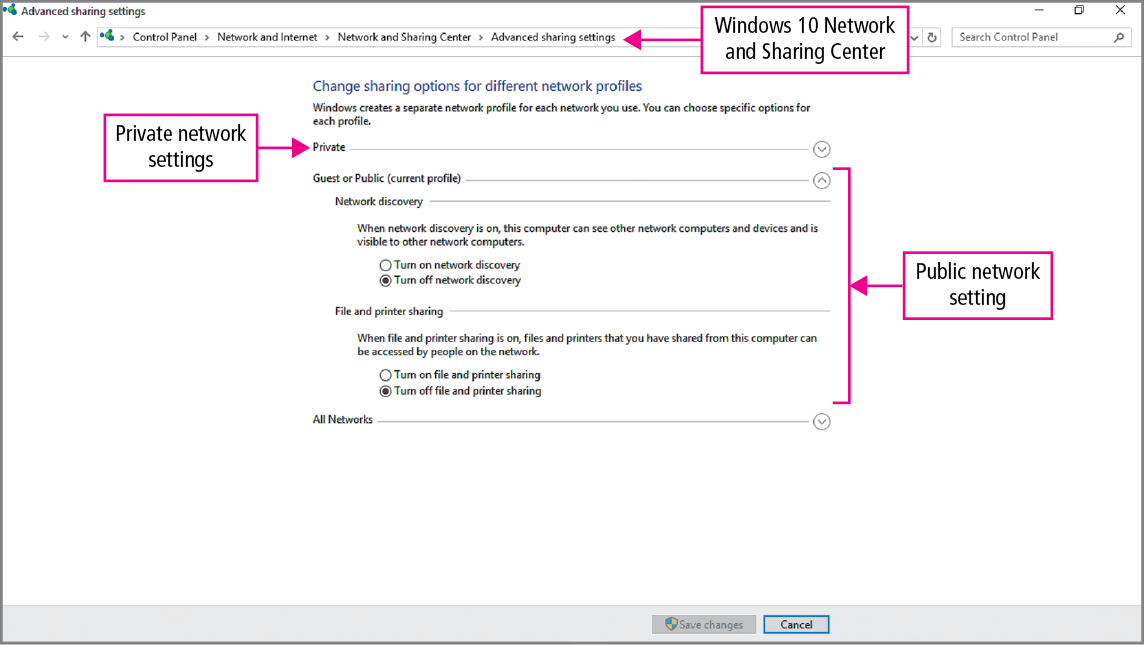 Advanced sharing settings
Control Panel > Network and Internet > Network and Sharing Center > Advanced sharing settings
Search Control Panel
Windows 10 Network
and Sharing Center
Change sharing options for different network profiles
Windows creates a separate network profile for each network you use. You can choose specific options for
each profile.
Private network
settings
Private
Guest or Public (current profile)
Network discovery
When network discovery is on, this computer can see other network computers and devices and is
visible to other network computers.
Turn on network discovery
Turn off network discovery
Public network
setting
File and printer sharing
When file and printer sharing is on, files and printers that you have shared from this computer can
be accessed by people on the network.
Turn on file and printer sharing
Turn off file and printer sharing
All Networks
Save changes
Cancel